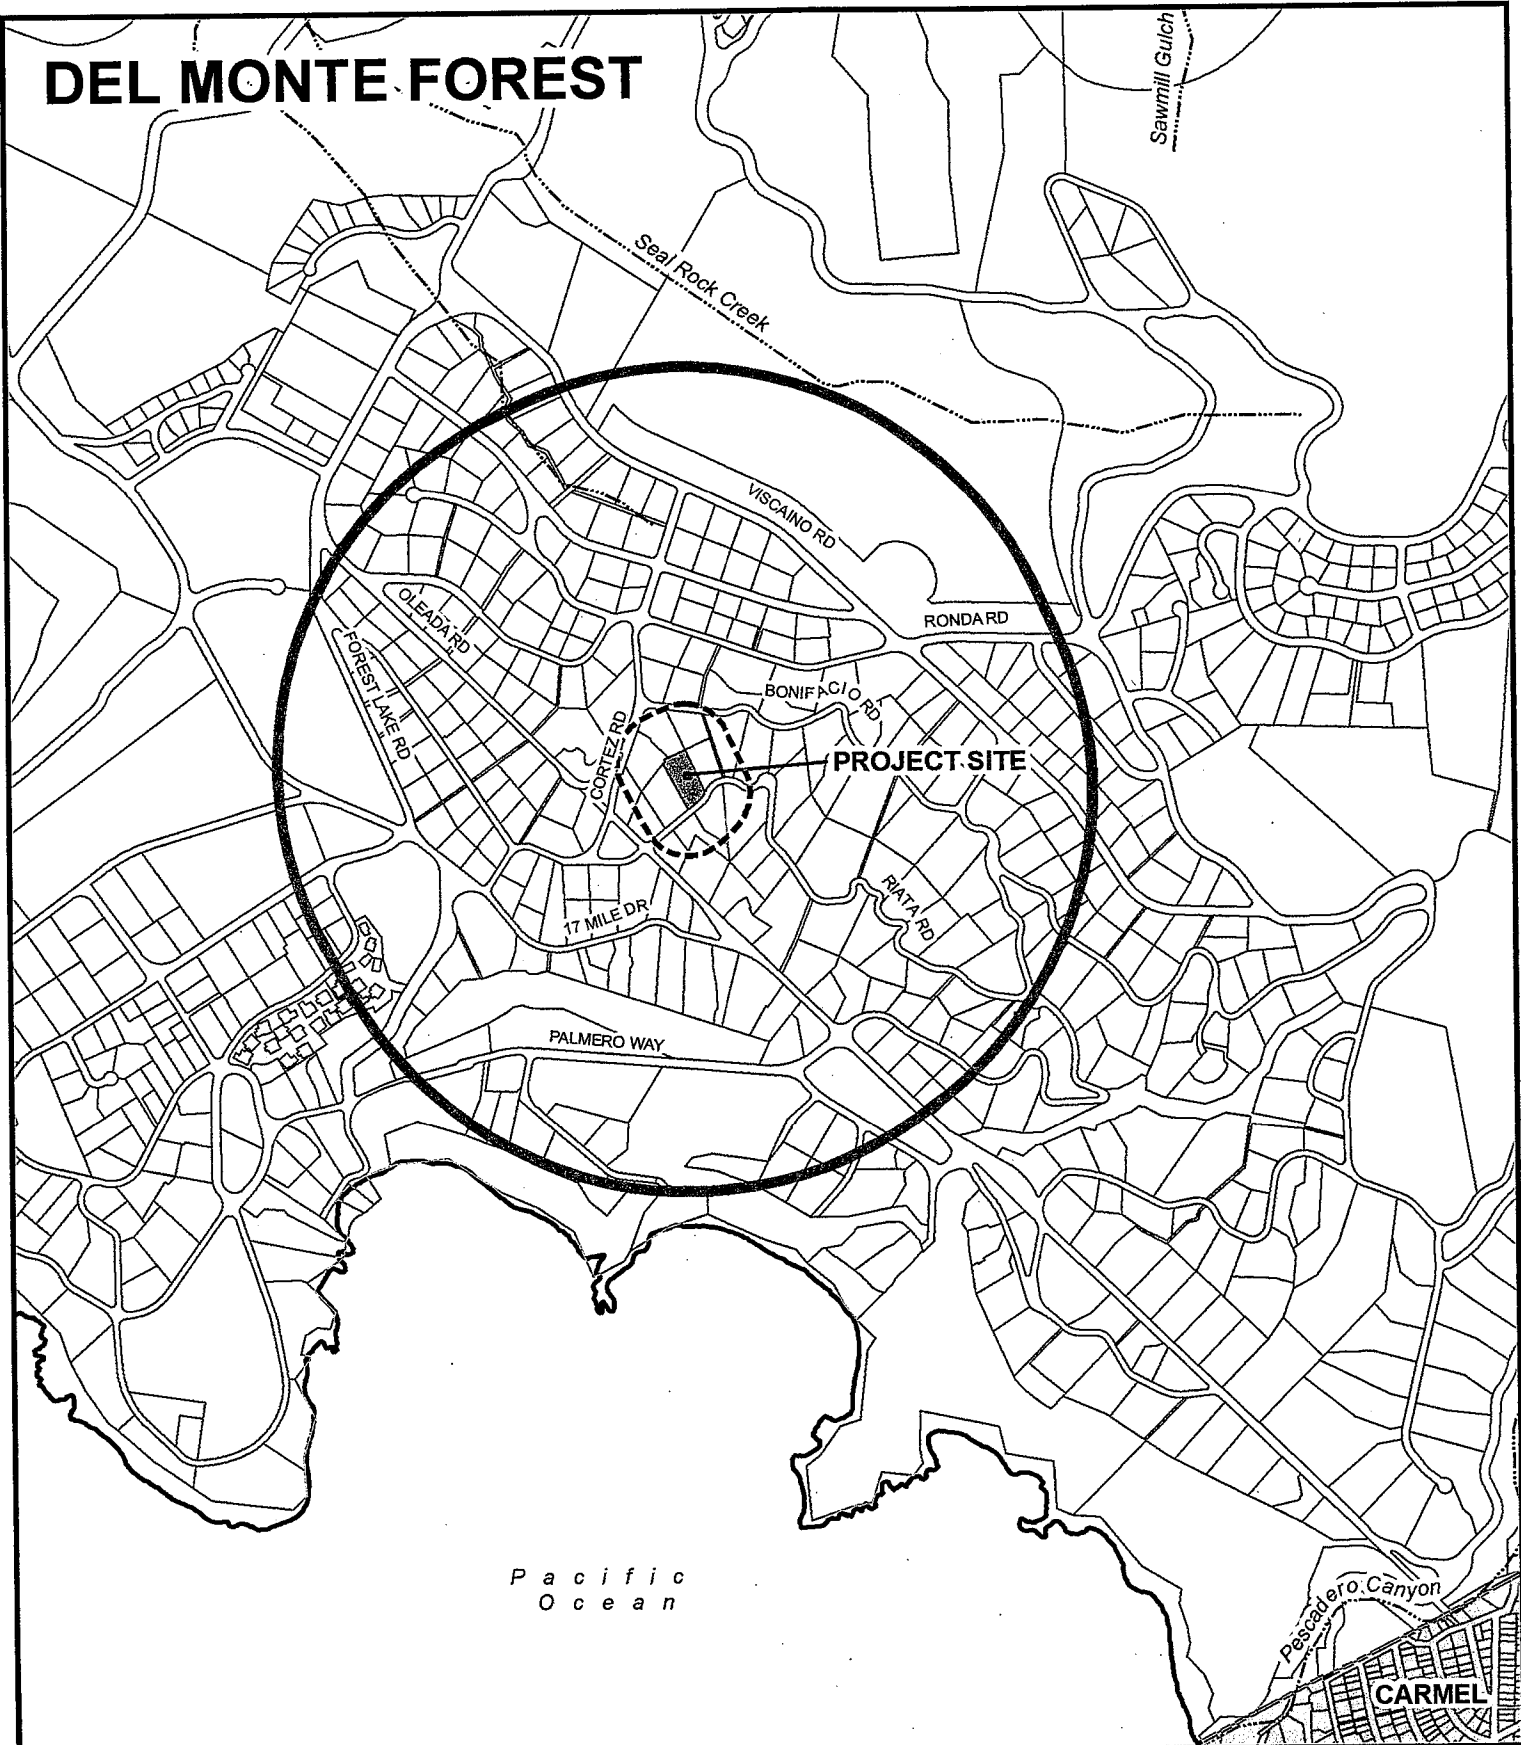 DEL MONTE FOREST
Sawmill Gulch
Seal Rock Creek
VISCAINO RD
RONDA RD
OLEADA RD
FOREST LAKE RD
BONIFACIO RD
CORTEZ RD
PROJECT SITE
RIATA RD
17 MILE DR
PALMERO WAY
Pacific
Ocean
Pescadero Canyon
CARMEL